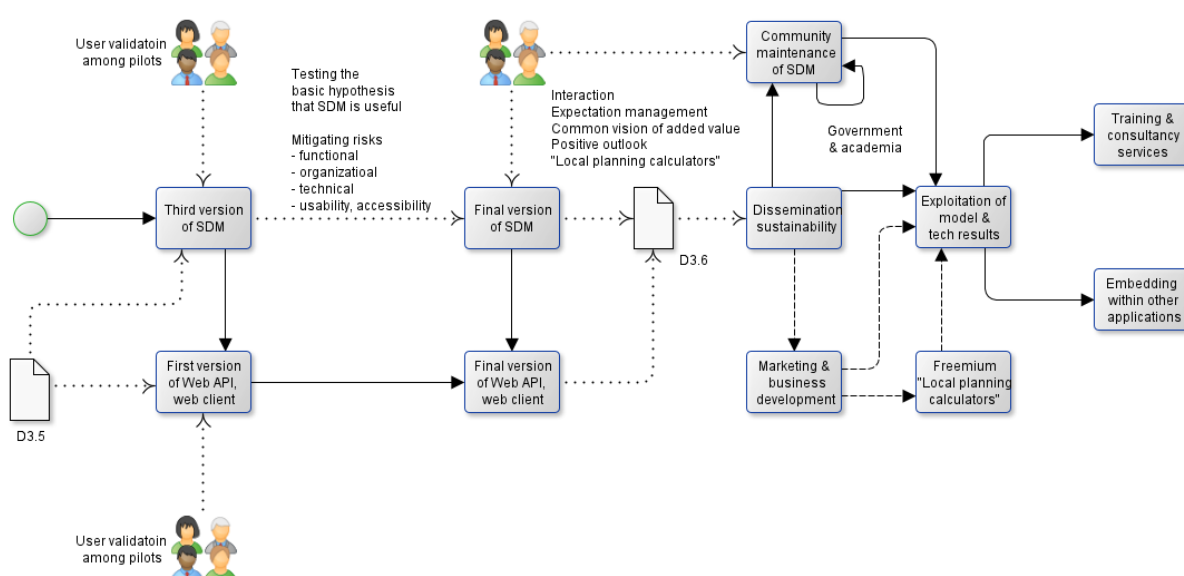 User validatoin
among pilots
Testing the
basic hypothesis
that SDM is useful
Mitigating risks
- functional
- organizatioal
- technical
- usability, accessibility
Interaction
Expectation management
Common vision of added value
Positive outlook
"Local planning calculators"
Community
maintenance
of SDM
Government
& academia
Training &
consultancy
services
Third version
of SDM
Final version
of SDM
D3.6
Dissemination
sustainability
Exploitation of
model &
tech results
Embedding
within other
applications
D3.5
First version
of Web API,
web client
Final version
of Web API,
web client
Marketing &
business
development
Freemium
"Local planning
calculators"
User validatoin
among pilots